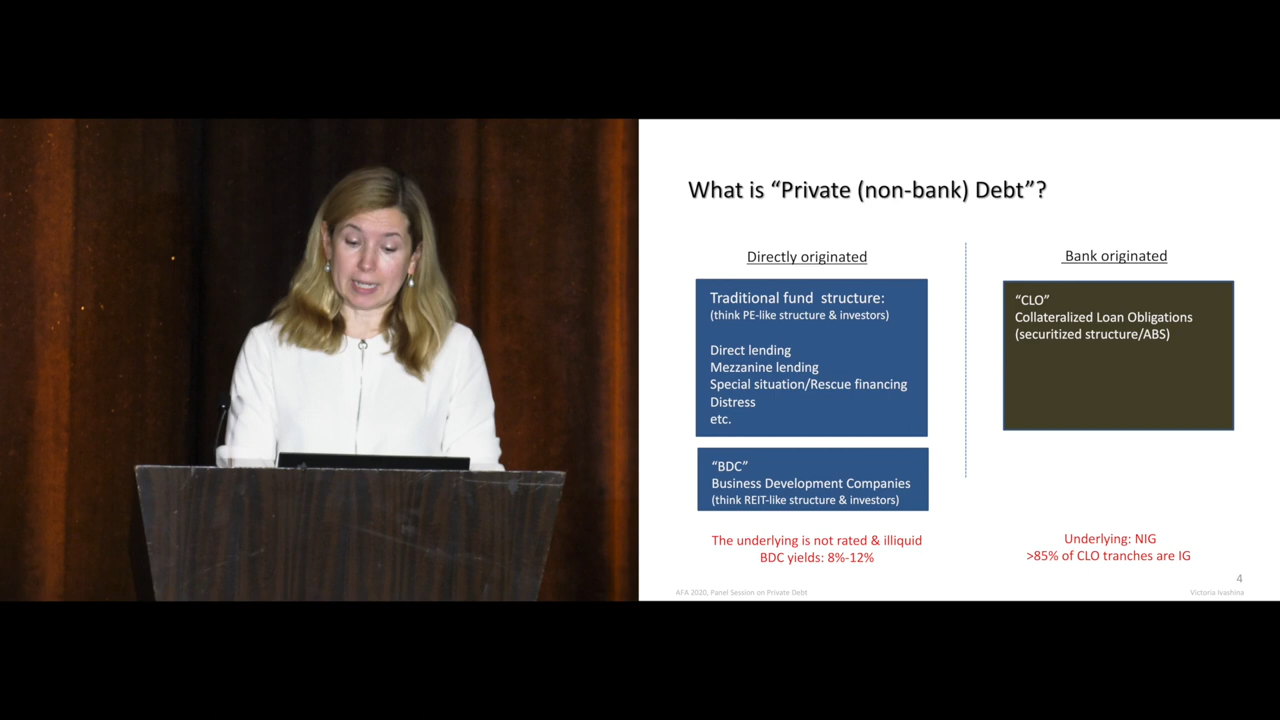 What is “Private (non-bank) Debt”?
Directly originated
Traditional fund structure:
(think PE-like structure & investors)
Direct lending
Mezzanine lending
Special situation/Rescue financing
Distress
etc.
“BDC”
Business Development Companies
(think REIT-like structure & investors)
The underlying is not rated & illiquid
BDC yields: 8%-12%
Bank originated
“CLO”
Collateralized Loan Obligations
(securitized structure/ABS)
Underlying: NIG
>85% of CLO tranches are IG
4
AFA 2020, Panel Session on Private Debt
Victoria Ivashina